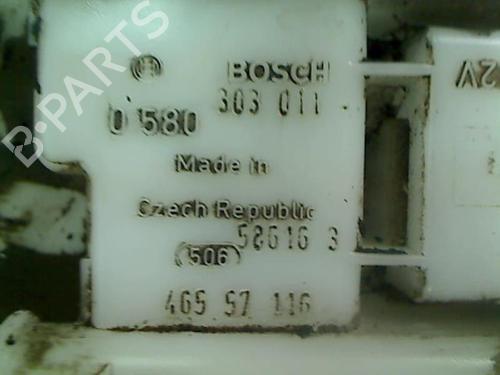 B-PARTS
BOSCH
0 580 303 011
Made in
Czech Republic
58616 3
506
465 57 116